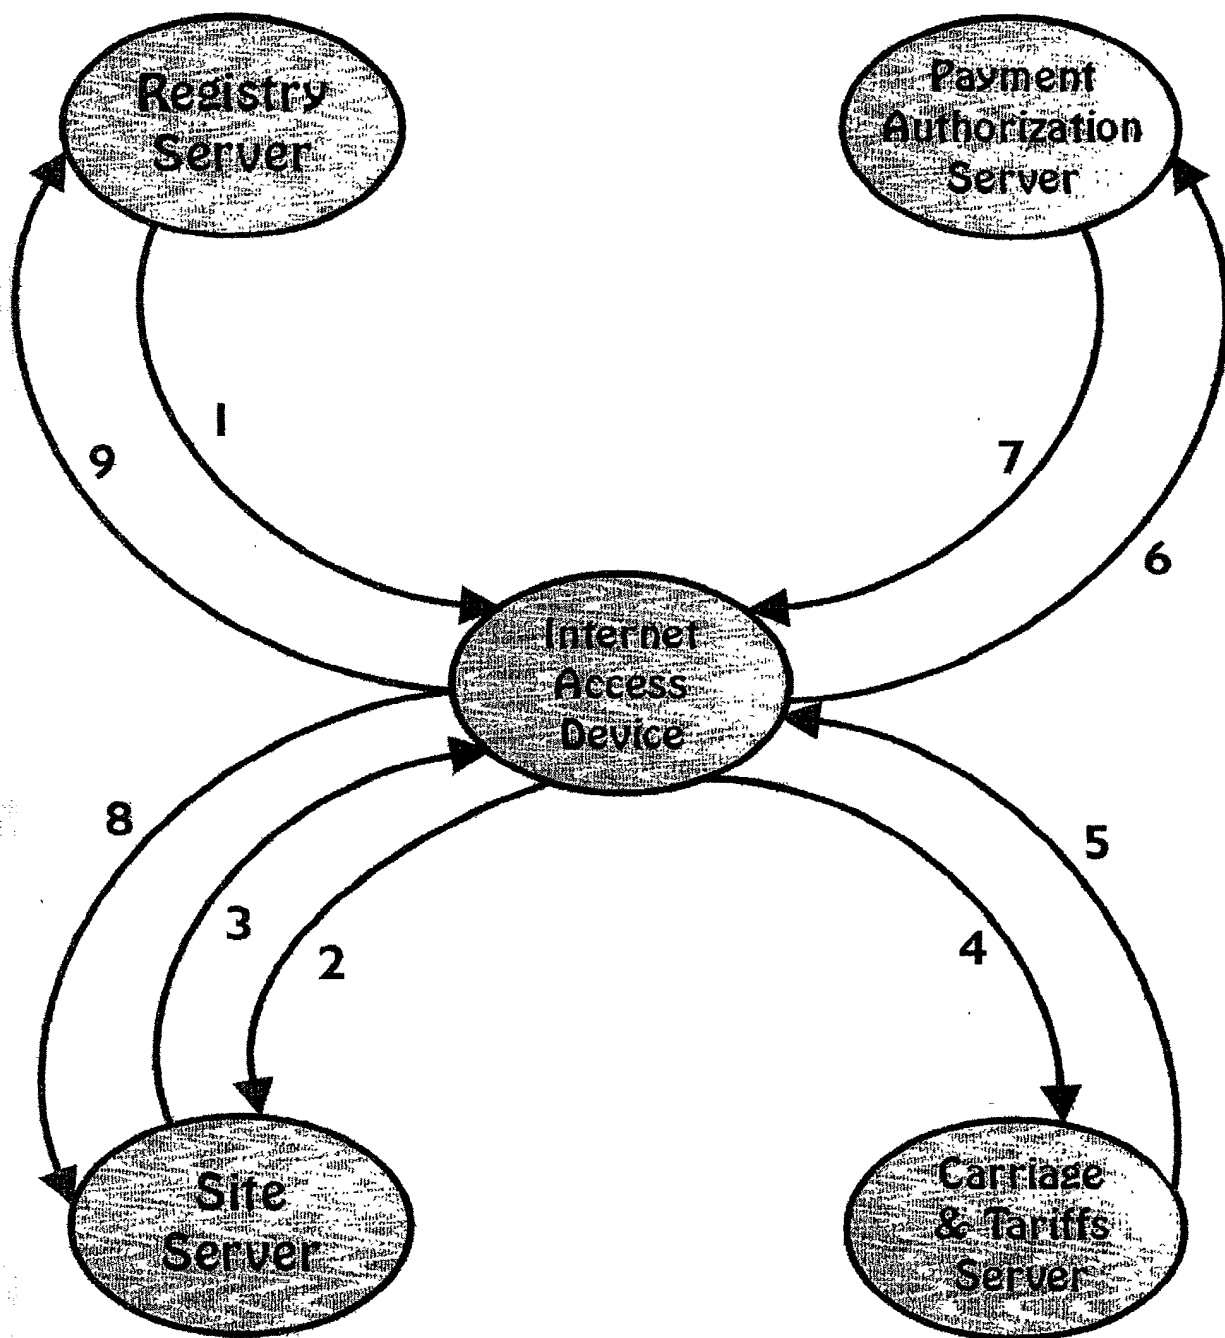 Registry
Server
Payment
Authorization
Server
1
9
7
6
Internet
Access
Device
8
3
2
5
4
Site
Server
Carriage
& Tariffs
Server